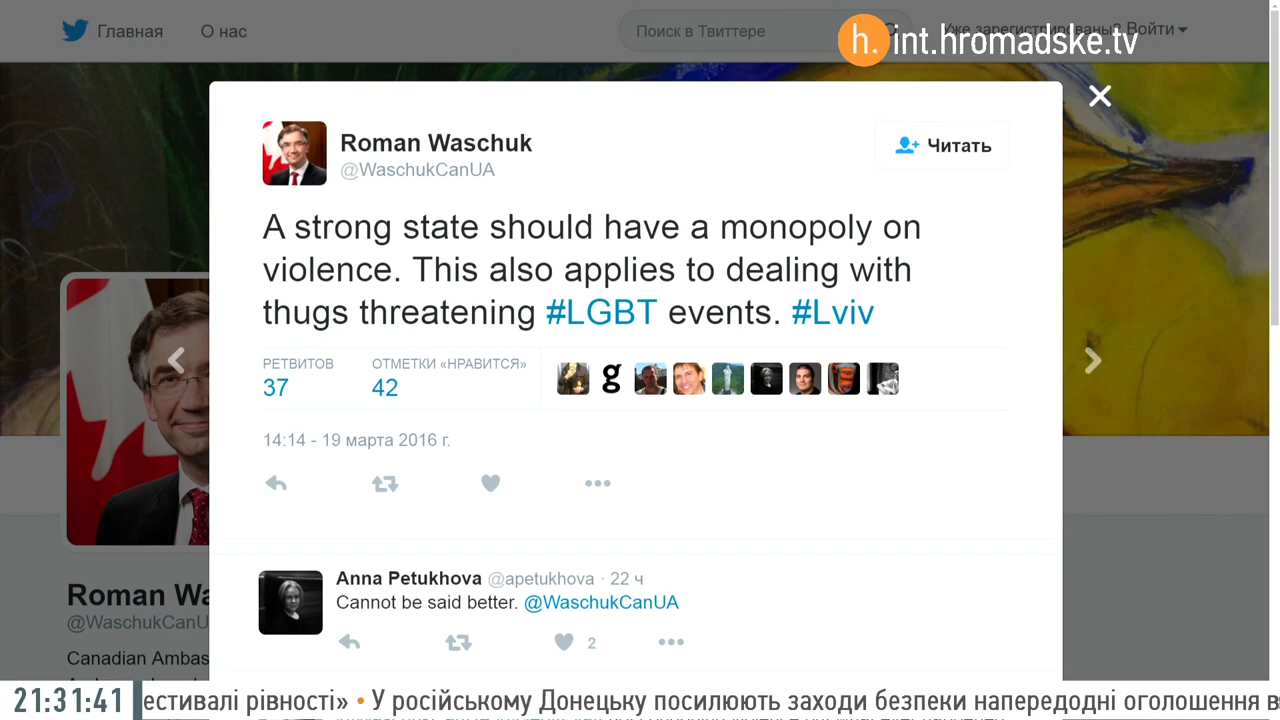 Главная
О нас
Поиск в Твиттере
Уже зарегистрированы? Войти
h. int.hromadske.tv
Roman Waschuk
@WaschukCanUA
Читать
A strong state should have a monopoly on
violence. This also applies to dealing with
thugs threatening #LGBT events. #Lviv
РЕТВИТОВ
37
ОТМЕТКИ «НРАВИТСЯ»
42
g
14:14 - 19 марта 2016 г.
Anna Petukhova @apetukhova · 22 ч
Cannot be said better. @WaschukCanUA
2
Roman Wa
@WaschukCanU
Canadian Ambas
21:31:41
естивалі рівності» • У російському Донецьку посилюють заходи безпеки напередодні оголошення в